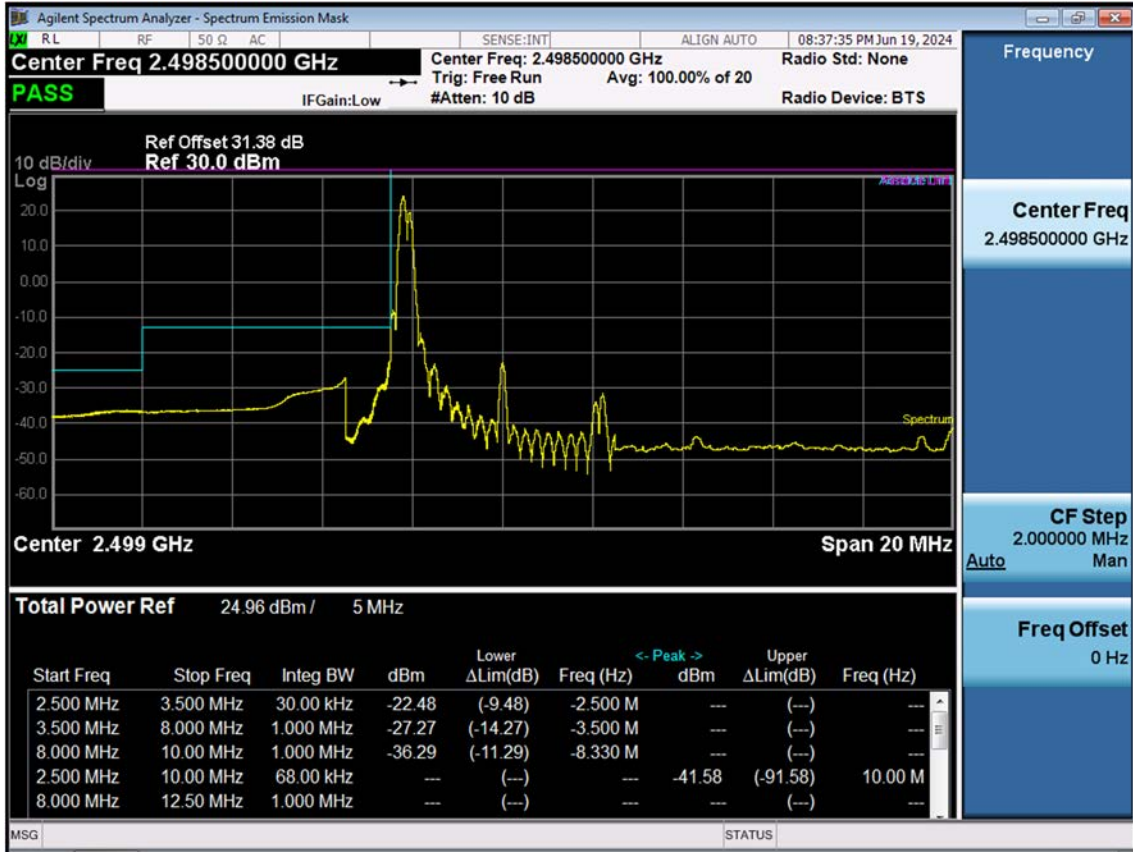 Agilent Spectrum Analyzer - Spectrum Emission Mask
LXI RL RF 50 Ω AC SENSE:INT ALIGN AUTO 08:37:35 PM Jun 19, 2024
Center Freq 2.498500000 GHz
Center Freq: 2.498500000 GHz
Radio Std: None
Trig: Free Run Avg: 100.00% of 20
PASS
IFGain:Low
#Atten: 10 dB
Radio Device: BTS
Ref Offset 31.38 dB
10 dB/div Ref 30.0 dBm
Log
20.0
10.0
0.00
-10.0
-20.0
-30.0
-40.0
Spectrum
-50.0
-60.0
Center 2.499 GHz Span 20 MHz
Total Power Ref 24.96 dBm / 5 MHz
Lower <- Peak -> Upper
Start Freq Stop Freq Integ BW dBm ΔLim(dB) Freq (Hz) dBm ΔLim(dB) Freq (Hz)
2.500 MHz 3.500 MHz 30.00 kHz -22.48 (-9.48) -2.500 M --- (---) ---
3.500 MHz 8.000 MHz 1.000 MHz -27.27 (-14.27) -3.500 M --- (---) ---
8.000 MHz 10.00 MHz 1.000 MHz -36.29 (-11.29) -8.330 M --- (---) ---
2.500 MHz 10.00 MHz 68.00 kHz --- (---) --- -41.58 (-91.58) 10.00 M
8.000 MHz 12.50 MHz 1.000 MHz --- (---) --- --- (---) ---
MSG STATUS
Frequency
Center Freq
2.498500000 GHz
CF Step
2.000000 MHz
Auto Man
Freq Offset
0 Hz